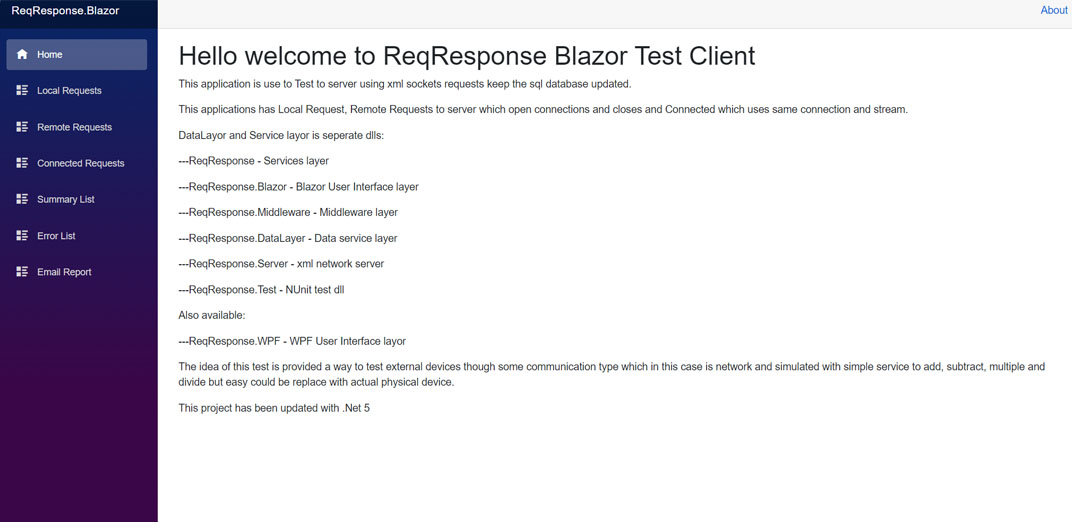 ReqResponse.Blazor
About
Home
Local Requests
Remote Requests
Connected Requests
Summary List
Error List
Email Report
Hello welcome to ReqResponse Blazor Test Client
This application is use to Test to server using xml sockets requests keep the sql database updated.
This applications has Local Request, Remote Requests to server which open connections and closes and Connected which uses same connection and stream.
DataLayor and Service layor is seperate dlls:
---ReqResponse - Services layer
---ReqResponse.Blazor - Blazor User Interface layer
---ReqResponse.Middleware - Middleware layer
---ReqResponse.DataLayer - Data service layer
---ReqResponse.Server - xml network server
---ReqResponse.Test - NUnit test dll
Also available:
---ReqResponse.WPF - WPF User Interface layor
The idea of this test is provided a way to test external devices though some communication type which in this case is network and simulated with simple service to add, subtract, multiple and
divide but easy could be replace with actual physical device.
This project has been updated with .Net 5